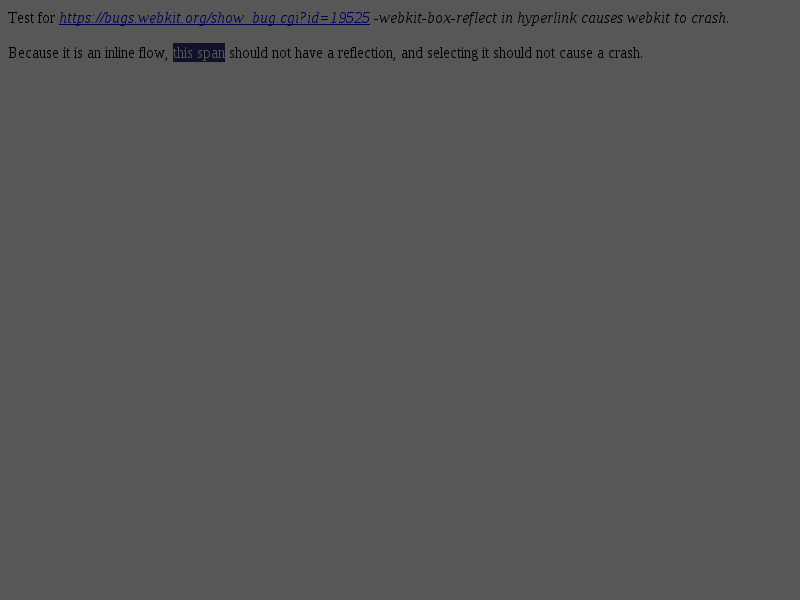 Test for https://bugs.webkit.org/show_bug.cgi?id=19525 -webkit-box-reflect in hyperlink causes webkit to crash.
Because it is an inline flow, this span should not have a reflection, and selecting it should not cause a crash.